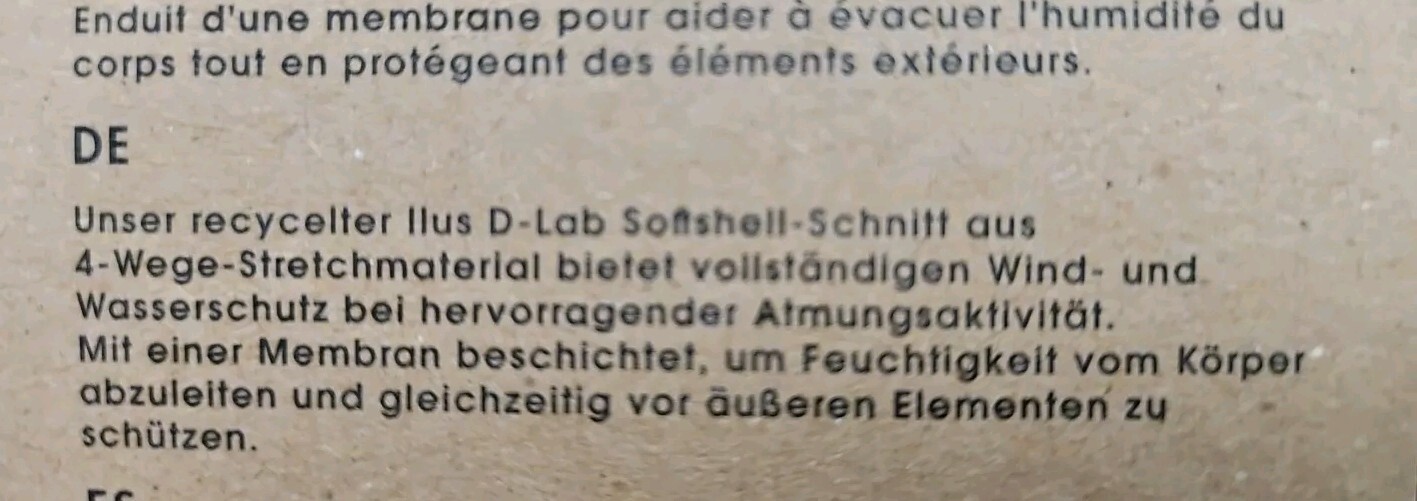 Enduit d'une membrane pour aider à évacuer l'humidité du
corps tout en protégeant des éléments extérieurs.
DE
Unser recycelter Ilus D-Lab Softshell-Schnitt aus
4-Wege-Stretchmaterial bietet vollständigen Wind- und
Wasserschutz bei hervorragender Atmungsaktivität.
Mit einer Membran beschichtet, um Feuchtigkeit vom Körper
abzuleiten und gleichzeitig vor äußeren Elementen zu
schützen.
ES